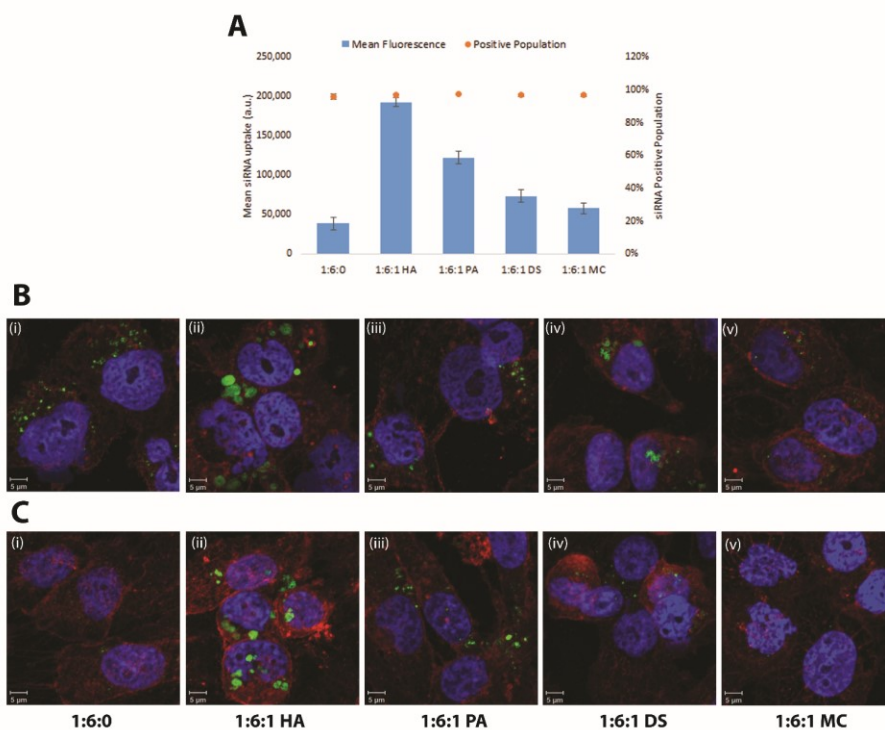 A
Mean Fluorescence Positive Population
250,000 120%
200,000 100%
150,000 80%
100,000 60%
50,000 40%
0 20%
0%
Mean siRNA uptake (a.u.)
siRNA Positive Population
1:6:0 1:6:1 HA 1:6:1 PA 1:6:1 DS 1:6:1 MC
B
(i) (ii) (iii) (iv) (v)
5 µm 5 µm 5 µm 5 µm 5 µm
C
(i) (ii) (iii) (iv) (v)
5 µm 5 µm 5 µm 5 µm 5 µm
1:6:0 1:6:1 HA 1:6:1 PA 1:6:1 DS 1:6:1 MC